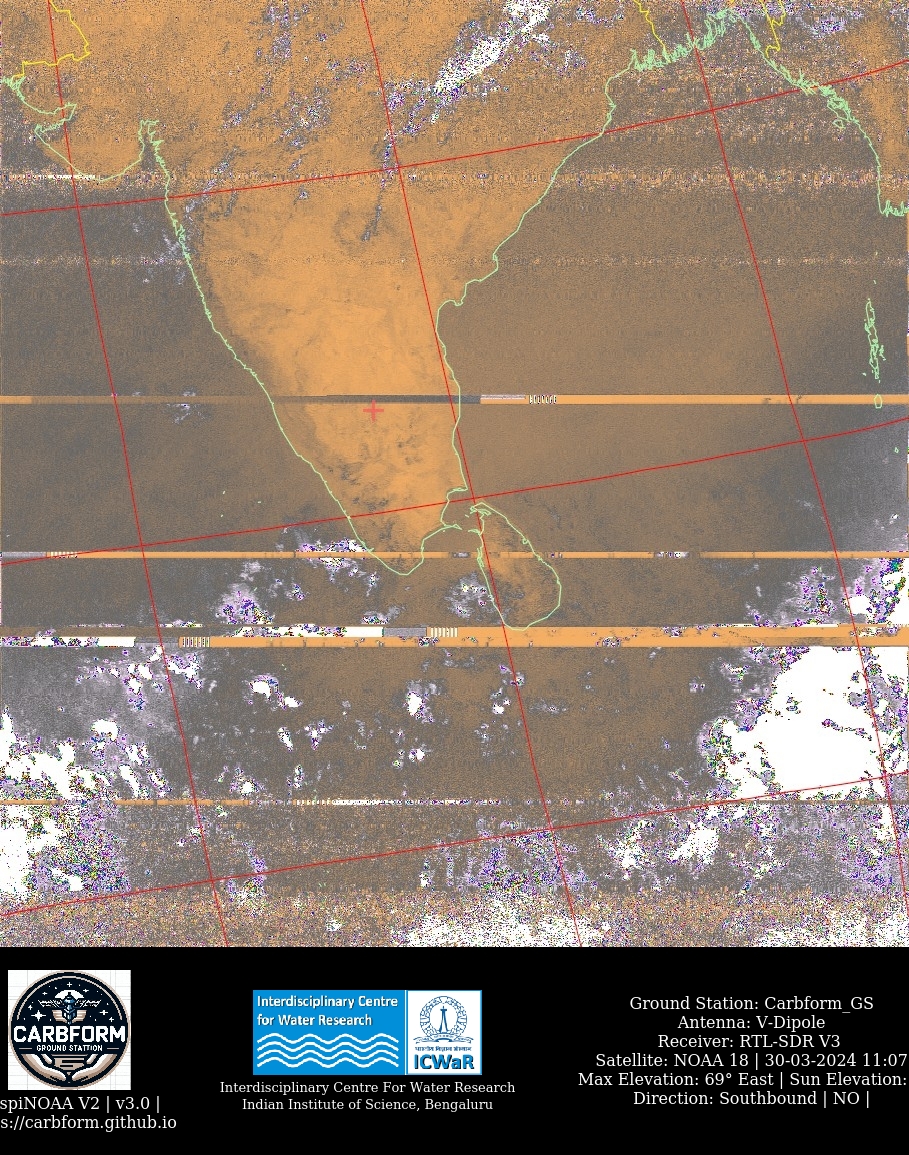 CARBFORM
GROUND STAITION
spiNOAA V2 | v3.0 |
s://carbform.github.io
Interdisciplinary Centre
for Water Research
भारतीय विज्ञान संस्थान
ICWaR
Interdisciplinary Centre For Water Research
Indian Institute of Science, Bengaluru
Ground Station: Carbform_GS
Antenna: V-Dipole
Receiver: RTL-SDR V3
Satellite: NOAA 18 | 30-03-2024 11:07
Max Elevation: 69° East | Sun Elevation:
Direction: Southbound | NO |